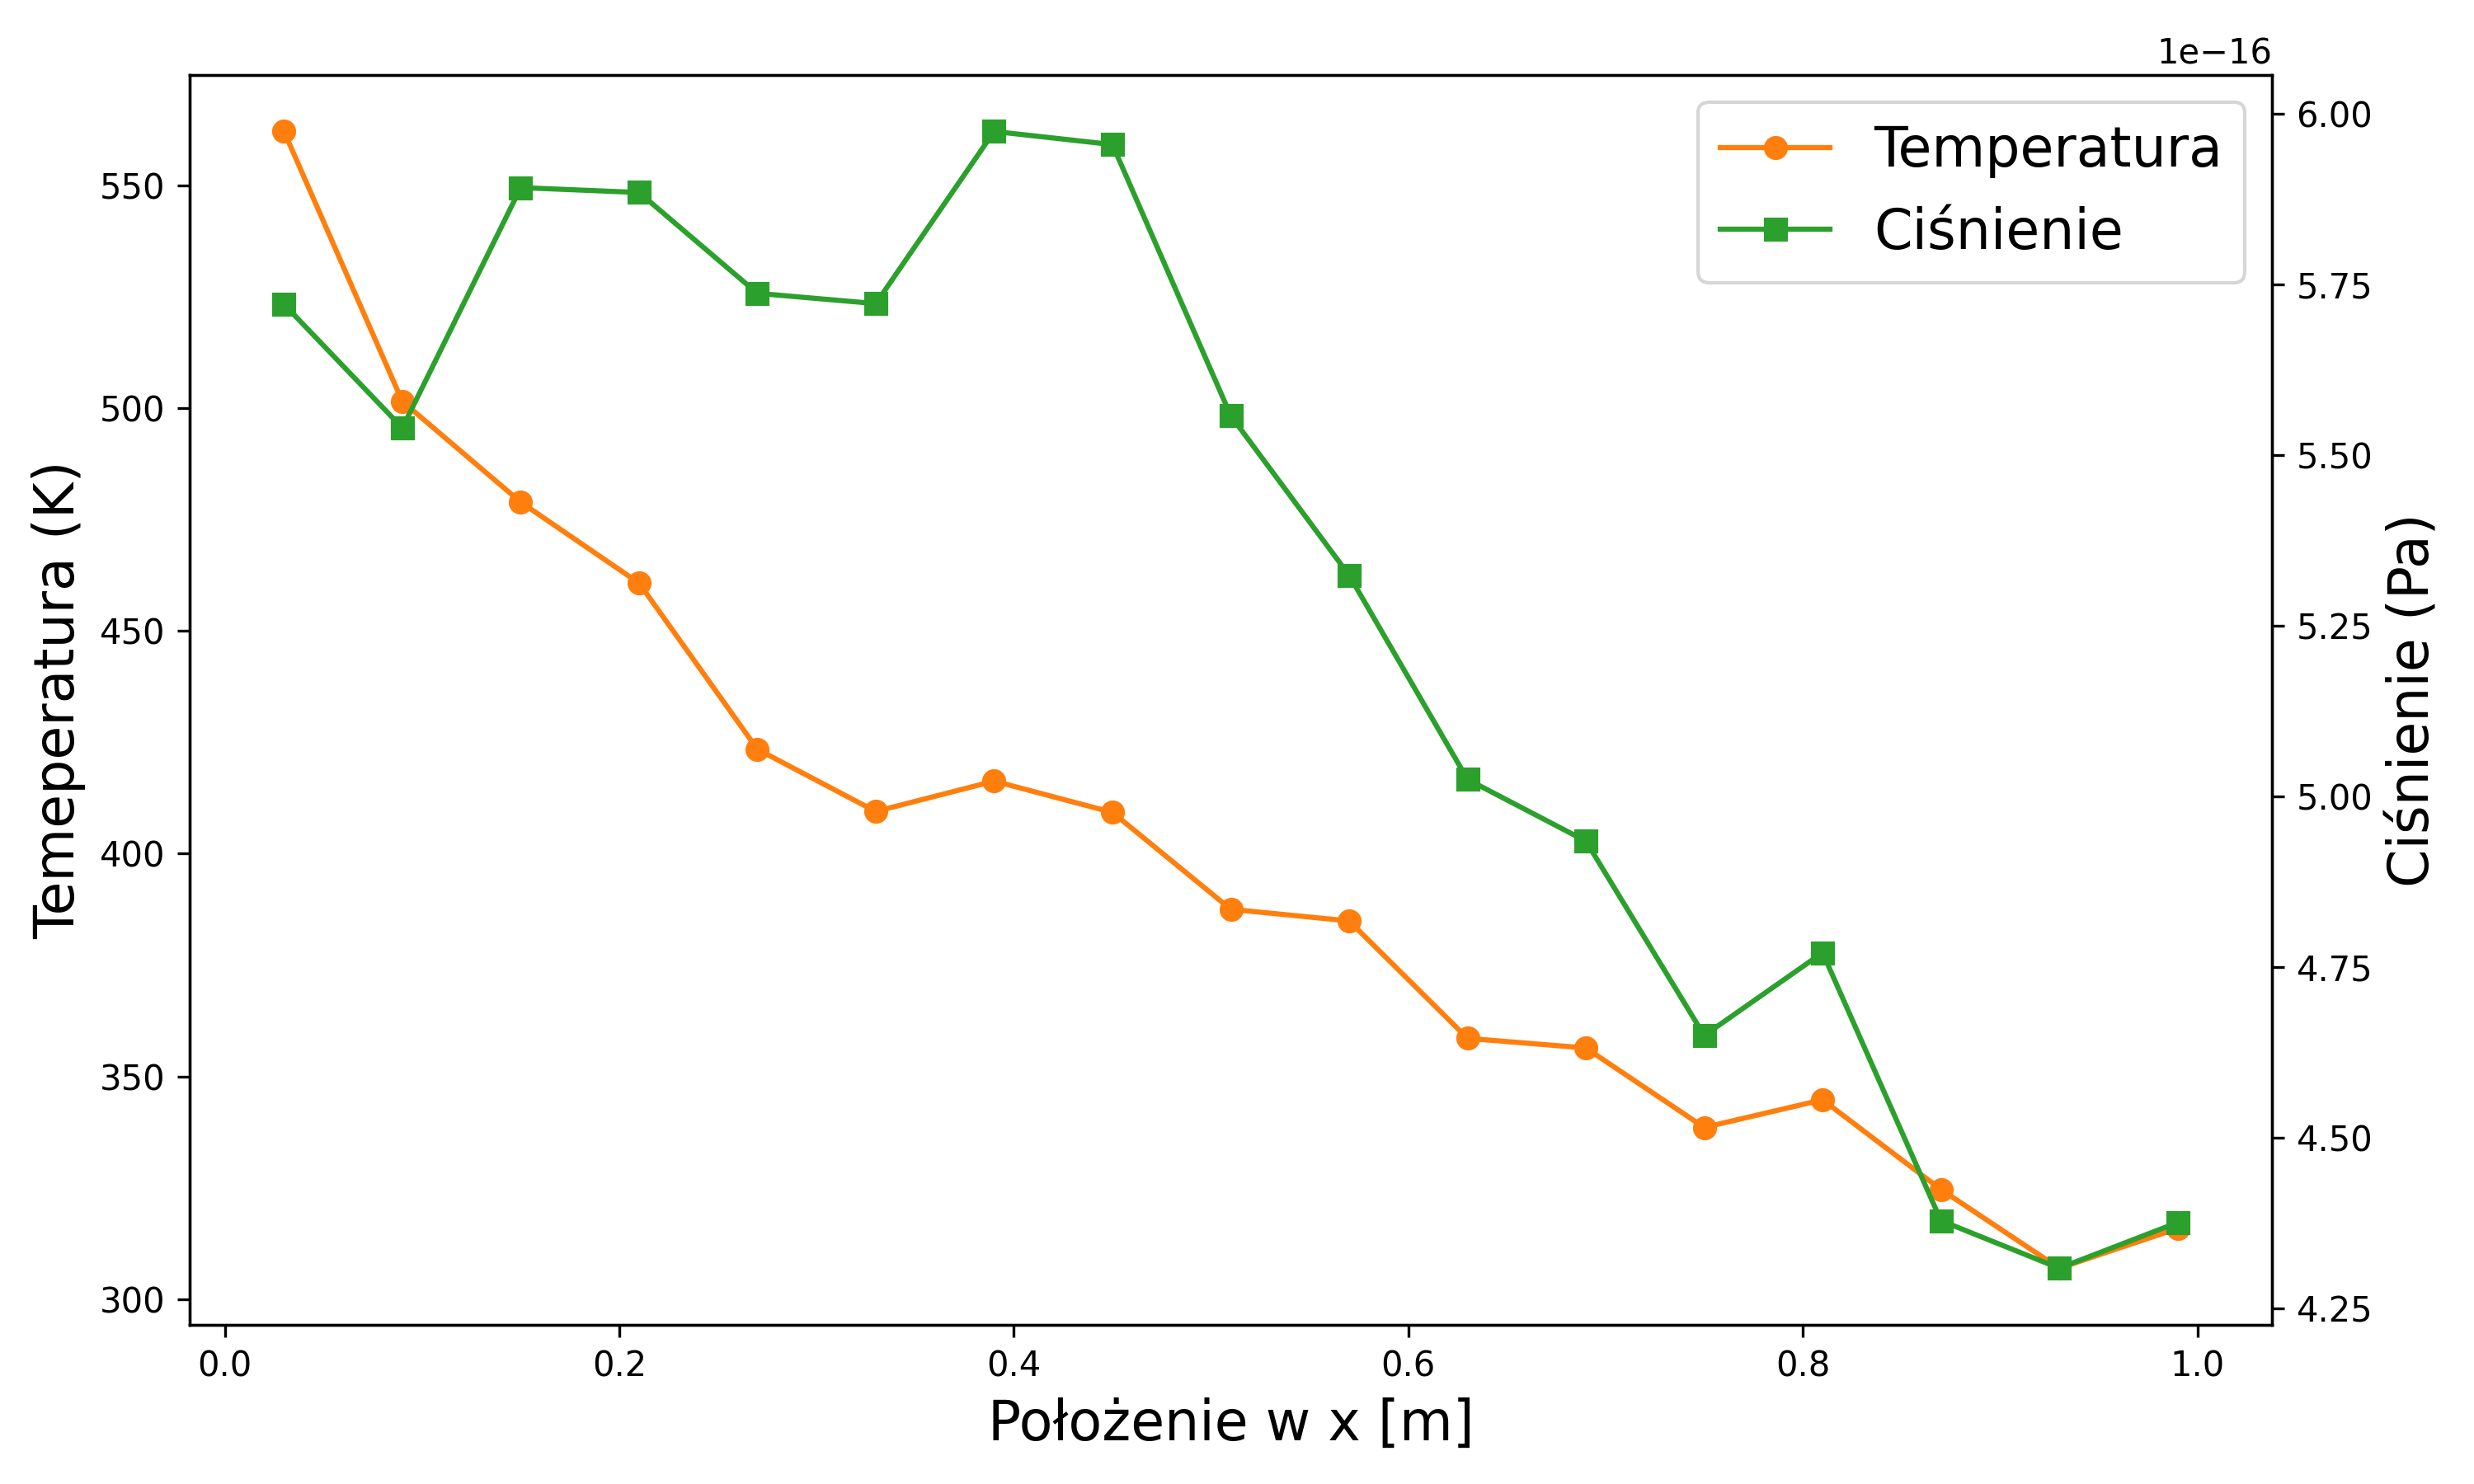 1e−16
Temperatura
Ciśnienie
Temeperatura (K)
550
500
450
400
350
300
6.00
5.75
5.50
5.25
5.00
4.75
4.50
4.25
Ciśnienie (Pa)
0.0 0.2 0.4 0.6 0.8 1.0
Położenie w x [m]